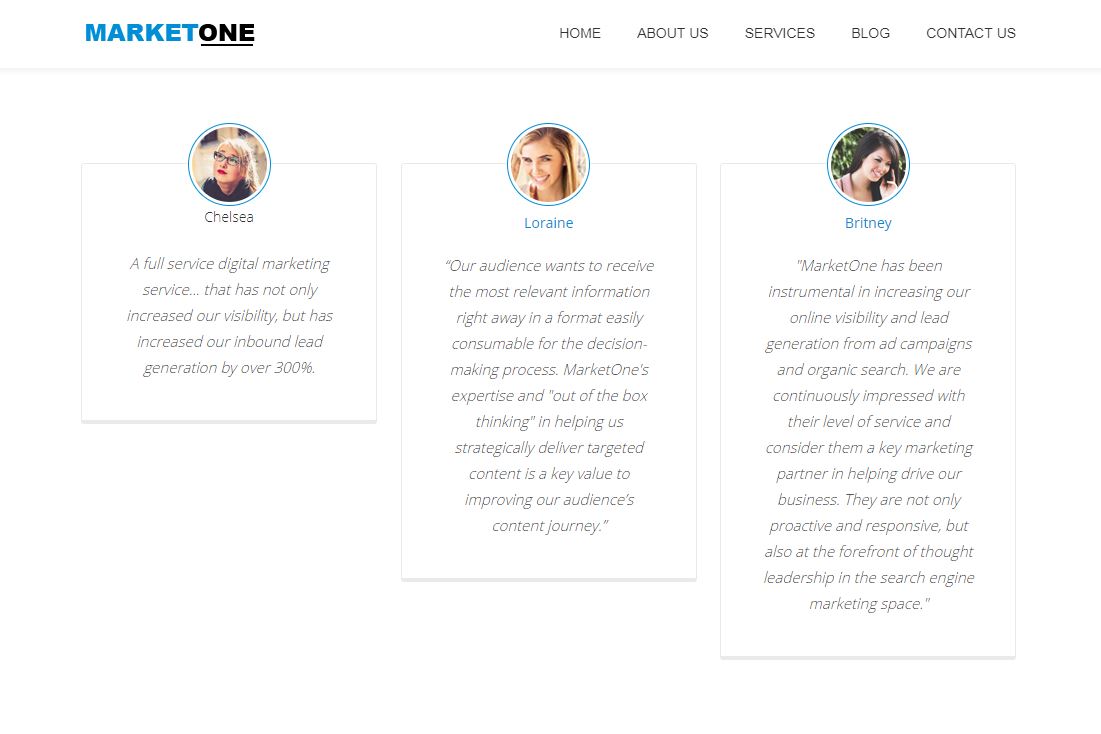 MARKETONE
HOME ABOUT US SERVICES BLOG CONTACT US
Chelsea
A full service digital marketing
service... that has not only
increased our visibility, but has
increased our inbound lead
generation by over 300%.
Loraine
“Our audience wants to receive
the most relevant information
right away in a format easily
consumable for the decision-
making process. MarketOne's
expertise and "out of the box
thinking" in helping us
strategically deliver targeted
content is a key value to
improving our audience’s
content journey.”
Britney
"MarketOne has been
instrumental in increasing our
online visibility and lead
generation from ad campaigns
and organic search. We are
continuously impressed with
their level of service and
consider them a key marketing
partner in helping drive our
business. They are not only
proactive and responsive, but
also at the forefront of thought
leadership in the search engine
marketing space."